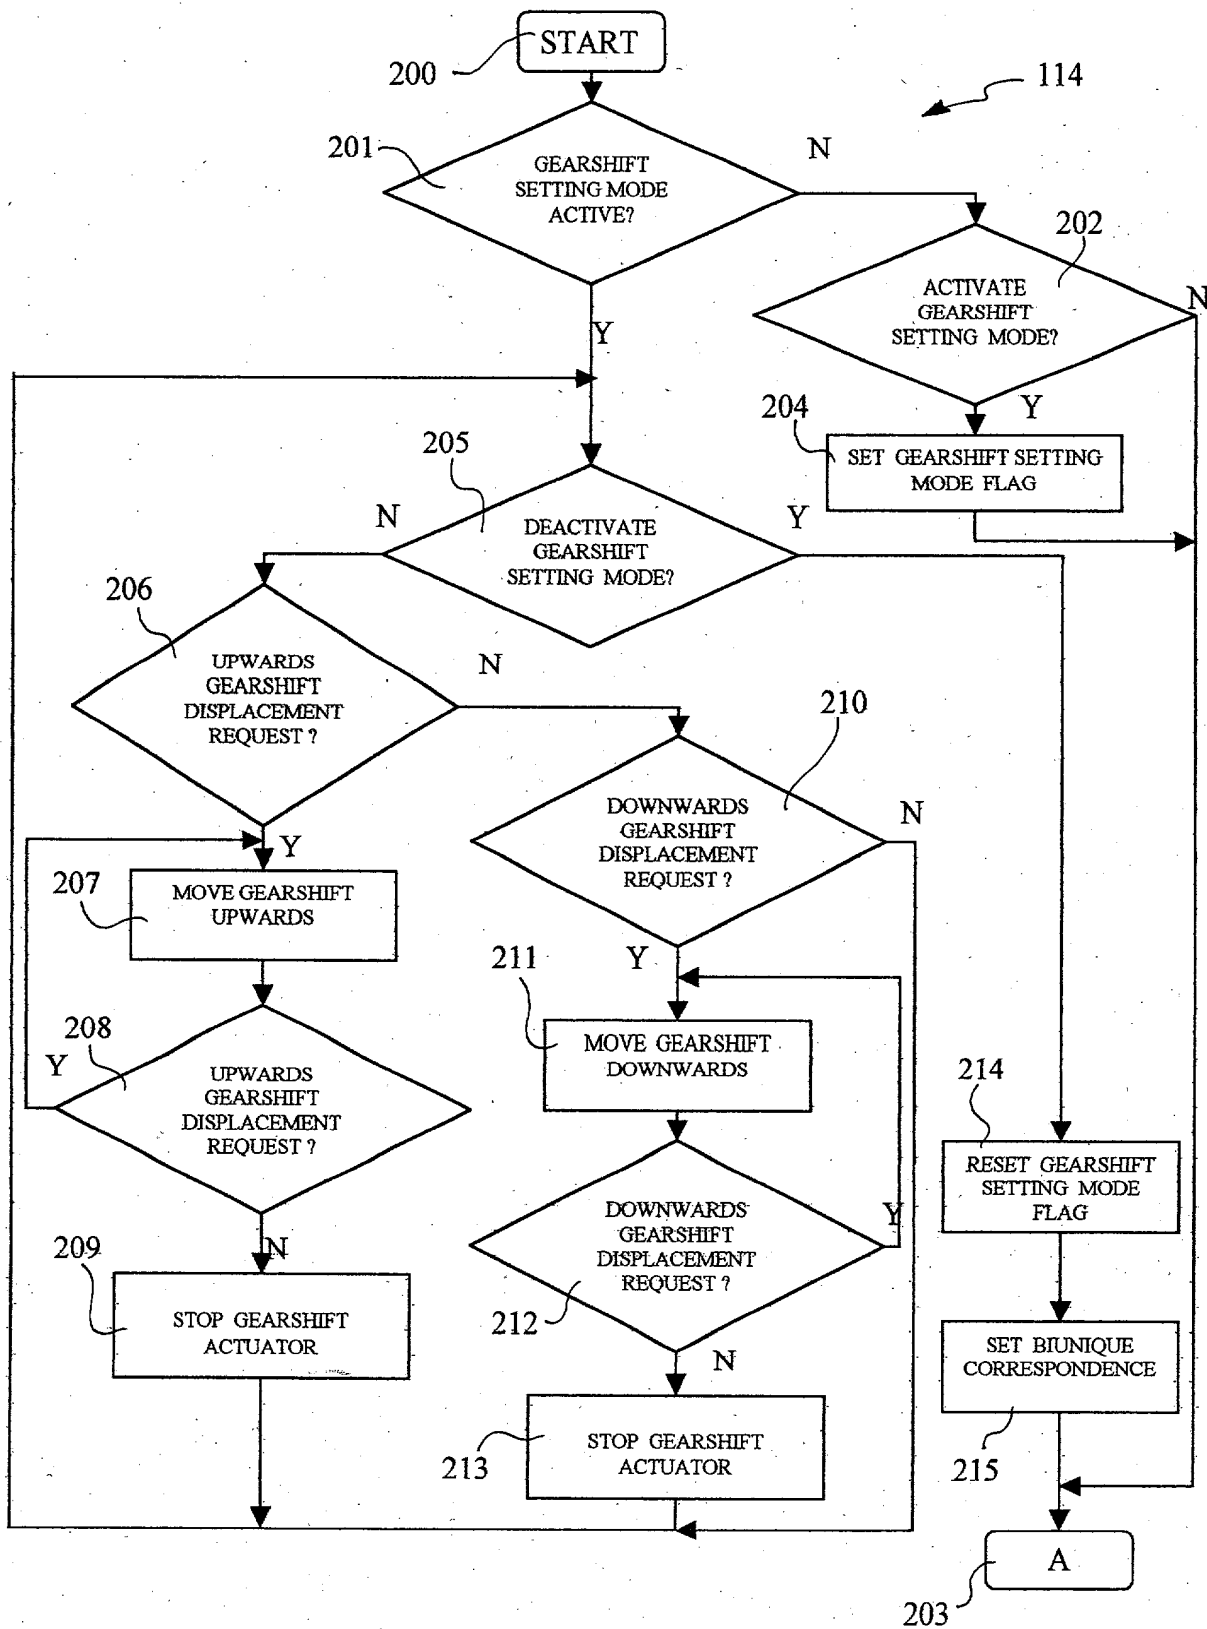 START
200
114
201
GEARSHIFT
SETTING MODE
ACTIVE?
N
202
ACTIVATE
GEARSHIFT
SETTING MODE?
N
Y
Y
204
SET GEARSHIFT SETTING
MODE FLAG
205
DEACTIVATE
GEARSHIFT
SETTING MODE?
N
Y
206
UPWARDS
GEARSHIFT
DISPLACEMENT
REQUEST ?
N
Y
210
DOWNWARDS
GEARSHIFT
DISPLACEMENT
REQUEST ?
N
Y
207
MOVE GEARSHIFT
UPWARDS
211
MOVE GEARSHIFT
DOWNWARDS
208
Y
UPWARDS
GEARSHIFT
DISPLACEMENT
REQUEST ?
N
214
RESET GEARSHIFT
SETTING MODE
FLAG
DOWNWARDS
GEARSHIFT
DISPLACEMENT
REQUEST ?
Y
212
N
209
STOP GEARSHIFT
ACTUATOR
SET BIUNIQUE
CORRESPONDENCE
215
213
STOP GEARSHIFT
ACTUATOR
A
203